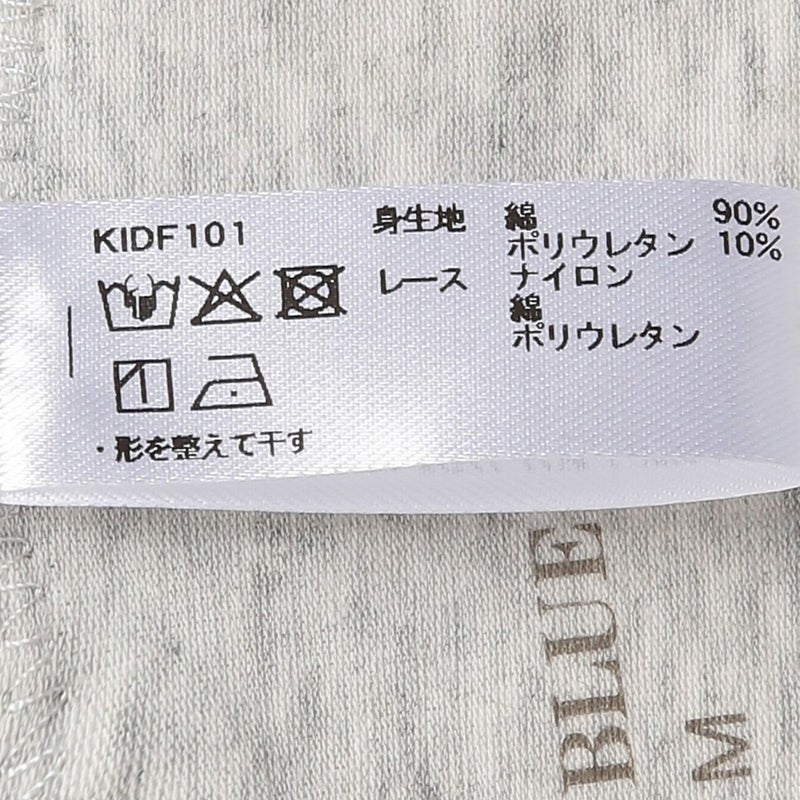 KIDF101
身生地 綿 90%
ポリウレタン 10%
レース ナイロン
綿
ポリウレタン
・形を整えて干す
BLUE
M